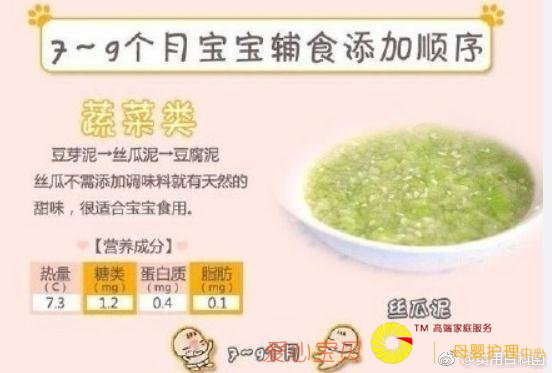 7～9个月宝宝辅食添加顺序
蔬菜类
豆芽泥→丝瓜泥→豆腐泥
丝瓜不需添加调味料就有天然的
甜味，很适合宝宝食用。
【营养成分】
热量 糖类 蛋白质 脂肪
(C) (mg) (mg) (mg)
7.3 1.2 0.4 0.1
丝瓜泥
TM 高端家庭服务
7～9个月
母婴护理中心